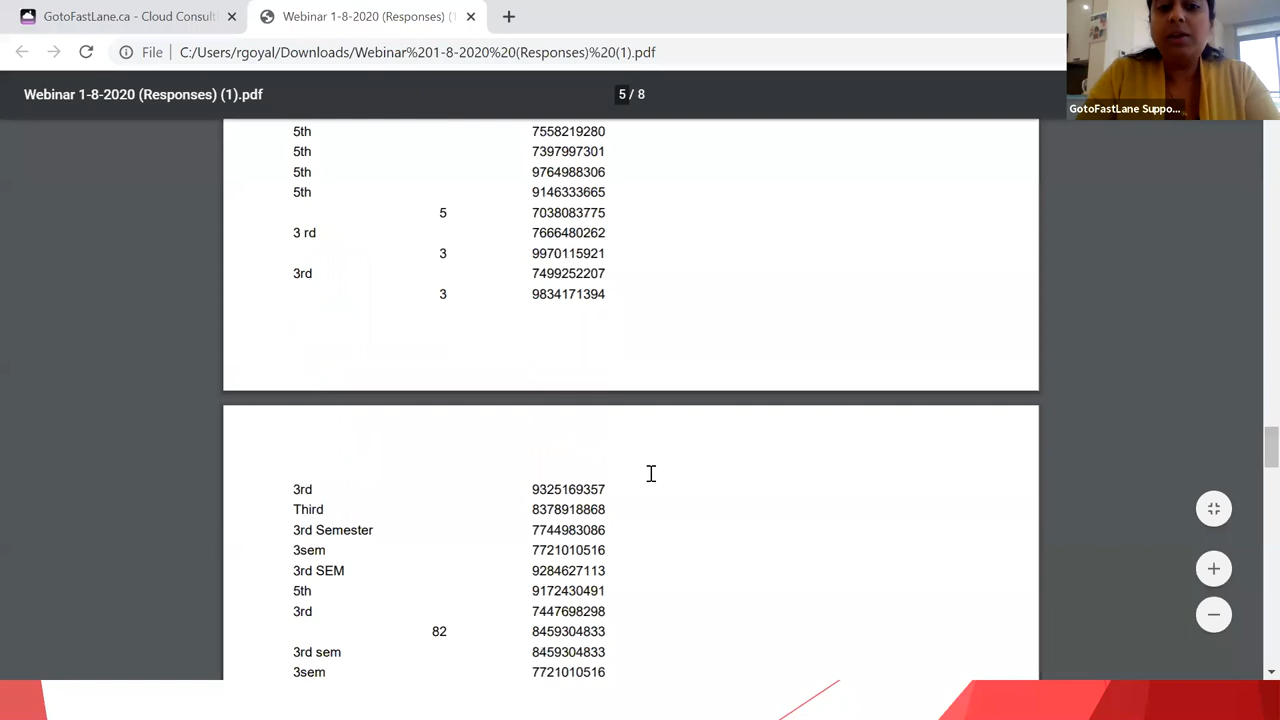 GotoFastLane.ca - Cloud Consult
Webinar 1-8-2020 (Responses) (1
File C:/Users/rgoyal/Downloads/Webinar%201-8-2020%20(Responses)%20(1).pdf
Webinar 1-8-2020 (Responses) (1).pdf 5 / 8
GotoFastLane Suppo...
5th 7558219280
5th 7397997301
5th 9764988306
5th 9146333665
5 7038083775
3 rd 7666480262
3 9970115921
3rd 7499252207
3 9834171394
3rd 9325169357
Third 8378918868
3rd Semester 7744983086
3sem 7721010516
3rd SEM 9284627113
5th 9172430491
3rd 7447698298
82 8459304833
3rd sem 8459304833
3sem 7721010516